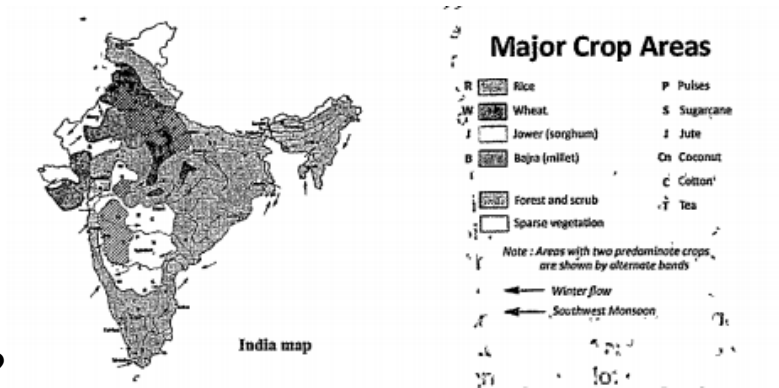 India map
Major Crop Areas
R Rice
W Wheat
J Jower (sorghum)
B Bajra (millet)
Forest and scrub
Sparse vegetation
P Pulses
S Sugarcane
J Jute
Cn Coconut
C Cotton
T Tea
Note : Areas with two predominate crops
are shown by alternate bands
Winter flow
Southwest Monsoon